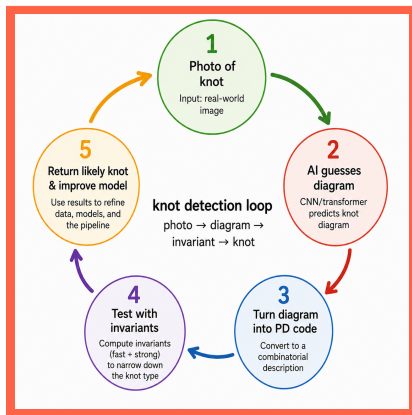 1
Photo of
knot
Input: real-world
image
2
AI guesses
diagram
CNN/transformer
predicts knot
diagram
3
Turn diagram
into PD code
Convert to a
combinatorial
description
4
Test with
invariants
Compute invariants
(fast + strong)
to narrow down
the knot type
5
Return likely knot
& improve model
Use results to refine
data, models, and
the pipeline
knot detection loop
photo → diagram →
invariant → knot